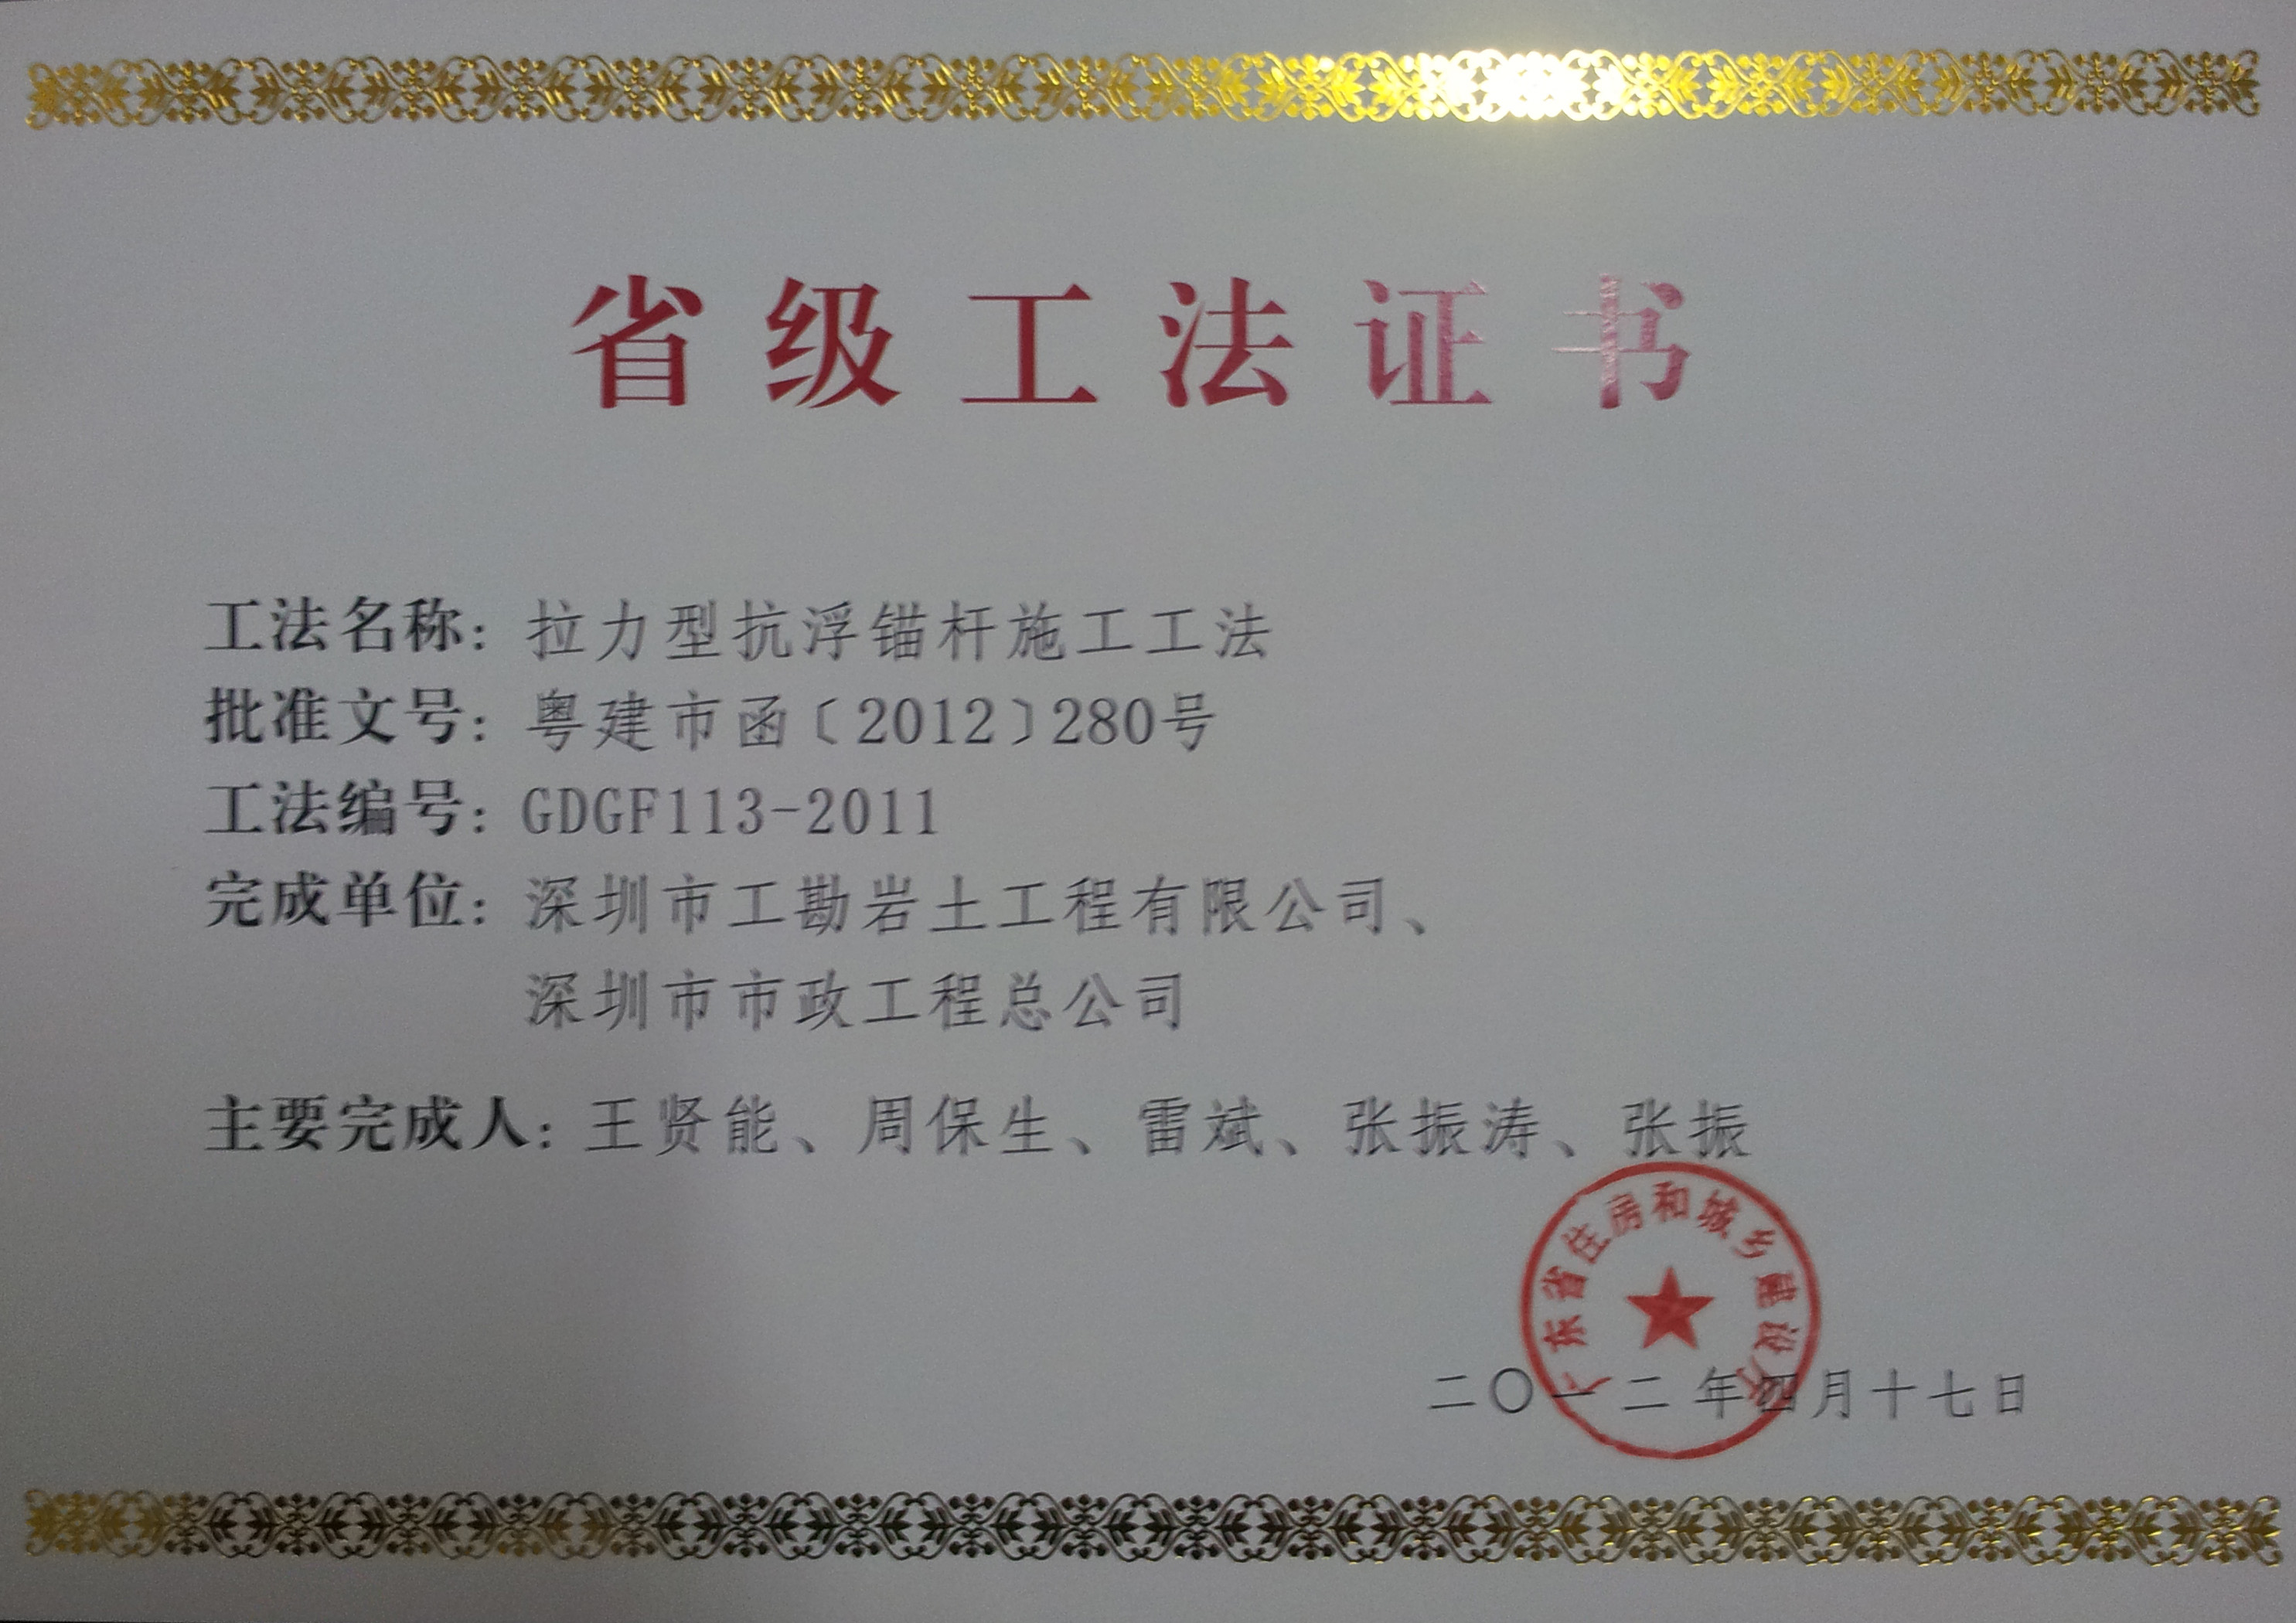 省级工法证书
工法名称：拉力型抗浮锚杆施工工法
批准文号：粤建市函〔2012〕280号
工法编号：GDGF113-2011
完成单位：深圳市工勘岩土工程有限公司、
深圳市市政工程总公司
主要完成人：王贤能、周保生、雷斌、张振涛、张振
广东省住房和城乡建设厅
二〇一二年四月十七日